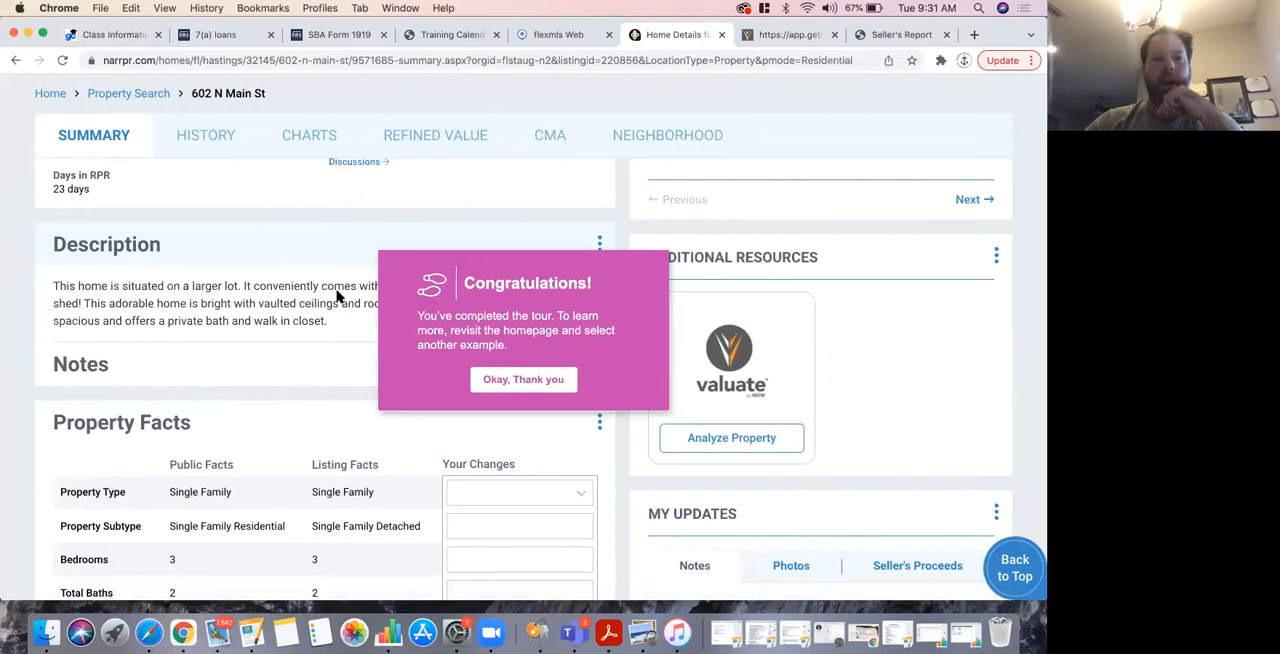 Chrome File Edit View History Bookmarks Profiles Tab Window Help 67% Tue 9:31 AM
Class Informati 7(a) loans SBA Form 1919 Training Calend flexmls Web Home Details fo https://app.get Seller's Report
narrpr.com/homes/fl/hastings/32145/602-n-main-st/9571685-summary.aspx?orgid=flstaug-n2&listingid=220856&LocationType=Property&pmode=Residential Update
Home > Property Search > 602 N Main St
SUMMARY HISTORY CHARTS REFINED VALUE CMA NEIGHBORHOOD
Discussions →
Days in RPR
23 days
← Previous Next →
Description
This home is situated on a larger lot. It conveniently comes with
shed! This adorable home is bright with vaulted ceilings and roo
spacious and offers a private bath and walk in closet.
Notes
Congratulations!
You've completed the tour. To learn
more, revisit the homepage and select
another example.
Okay, Thank you
DITIONAL RESOURCES
valuate
by REFM
Analyze Property
Property Facts
Public Facts Listing Facts Your Changes
Property Type Single Family Single Family
Property Subtype Single Family Residential Single Family Detached
Bedrooms 3 3
Total Baths 2 2
MY UPDATES
Notes Photos Seller's Proceeds
Back
to Top
7,842
1
2